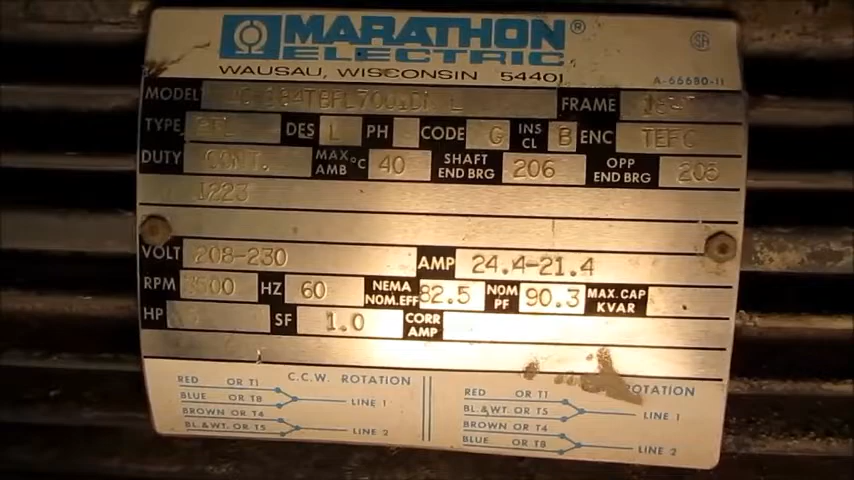 MARATHON ®
ELECTRIC
WAUSAU, WISCONSIN 54401
SA
A-66680-11
MODEL FRAME
TYPE DES L PH CODE G INS CL B ENC TEFC
DUTY CONT. MAX AMB °C 40 SHAFT END BRG 206 OPP END BRG 205
1223
VOLT 208-230 AMP 24.4-21.4
RPM 3500 HZ 60 NEMA NOM.EFF 82.5 NOM PF 90.3 MAX.CAP KVAR
HP SF 1.0 CORR AMP
C.C.W. ROTATION
RED OR T1
BLUE OR T8
LINE 1
BROWN OR T4
BL.& WT. OR T5
LINE 2
ROTATION
RED OR T1
BL.& WT. OR T5
LINE 1
BROWN OR T4
BLUE OR T8
LINE 2